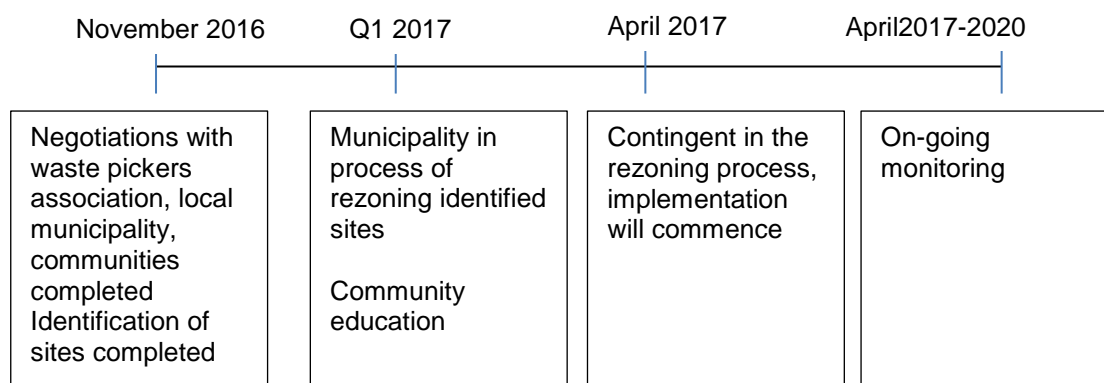 November 2016
Q1 2017
April 2017
April2017-2020
Negotiations with
waste pickers
association, local
municipality,
communities
completed
Identification of
sites completed
Municipality in
process of
rezoning identified
sites
Community
education
Contingent in the
rezoning process,
implementation
will commence
On-going
monitoring